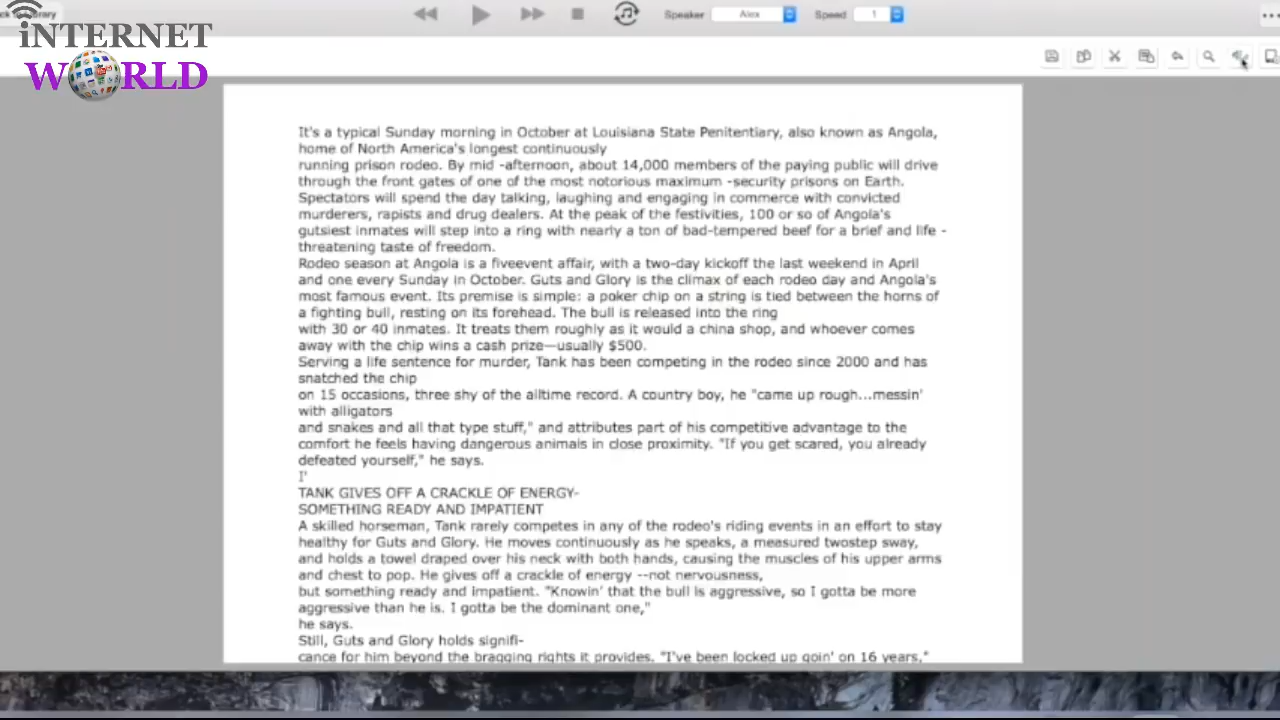 Library
Speaker Alex Speed 1
iNTERNET
WORLD
It's a typical Sunday morning in October at Louisiana State Penitentiary, also known as Angola,
home of North America's longest continuously
running prison rodeo. By mid -afternoon, about 14,000 members of the paying public will drive
through the front gates of one of the most notorious maximum -security prisons on Earth.
Spectators will spend the day talking, laughing and engaging in commerce with convicted
murderers, rapists and drug dealers. At the peak of the festivities, 100 or so of Angola's
gutsiest inmates will step into a ring with nearly a ton of bad-tempered beef for a brief and life -
threatening taste of freedom.
Rodeo season at Angola is a fiveevent affair, with a two-day kickoff the last weekend in April
and one every Sunday in October. Guts and Glory is the climax of each rodeo day and Angola's
most famous event. Its premise is simple: a poker chip on a string is tied between the horns of
a fighting bull, resting on its forehead. The bull is released into the ring
with 30 or 40 inmates. It treats them roughly as it would a china shop, and whoever comes
away with the chip wins a cash prize—usually $500.
Serving a life sentence for murder, Tank has been competing in the rodeo since 2000 and has
snatched the chip
on 15 occasions, three shy of the alltime record. A country boy, he "came up rough...messin'
with alligators
and snakes and all that type stuff," and attributes part of his competitive advantage to the
comfort he feels having dangerous animals in close proximity. "If you get scared, you already
defeated yourself," he says.
I'
TANK GIVES OFF A CRACKLE OF ENERGY-
SOMETHING READY AND IMPATIENT
A skilled horseman, Tank rarely competes in any of the rodeo's riding events in an effort to stay
healthy for Guts and Glory. He moves continuously as he speaks, a measured twostep sway,
and holds a towel draped over his neck with both hands, causing the muscles of his upper arms
and chest to pop. He gives off a crackle of energy --not nervousness,
but something ready and impatient. "Knowin' that the bull is aggressive, so I gotta be more
aggressive than he is. I gotta be the dominant one,"
he says.
Still, Guts and Glory holds signifi-
cance for him beyond the bragging rights it provides. "I've been locked up goin' on 16 years,"